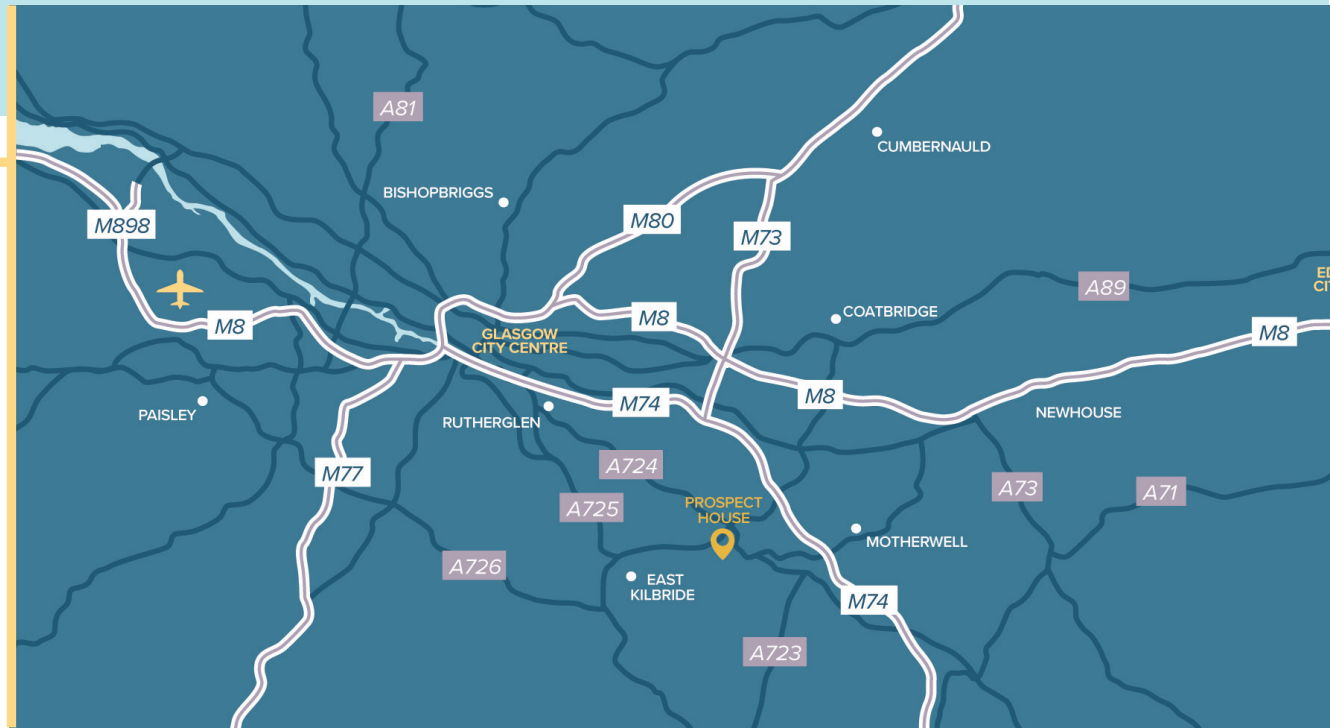 A81
CUMBERNAULD
BISHOPBRIGGS
M898
M80
M73
A89
COATBRIDGE
M8
M8
M8
GLASGOW
CITY CENTRE
M8
M74
PAISLEY
RUTHERGLEN
NEWHOUSE
M77
A724
A73
A71
A725
PROSPECT
HOUSE
MOTHERWELL
A726
EAST
KILBRIDE
M74
A723